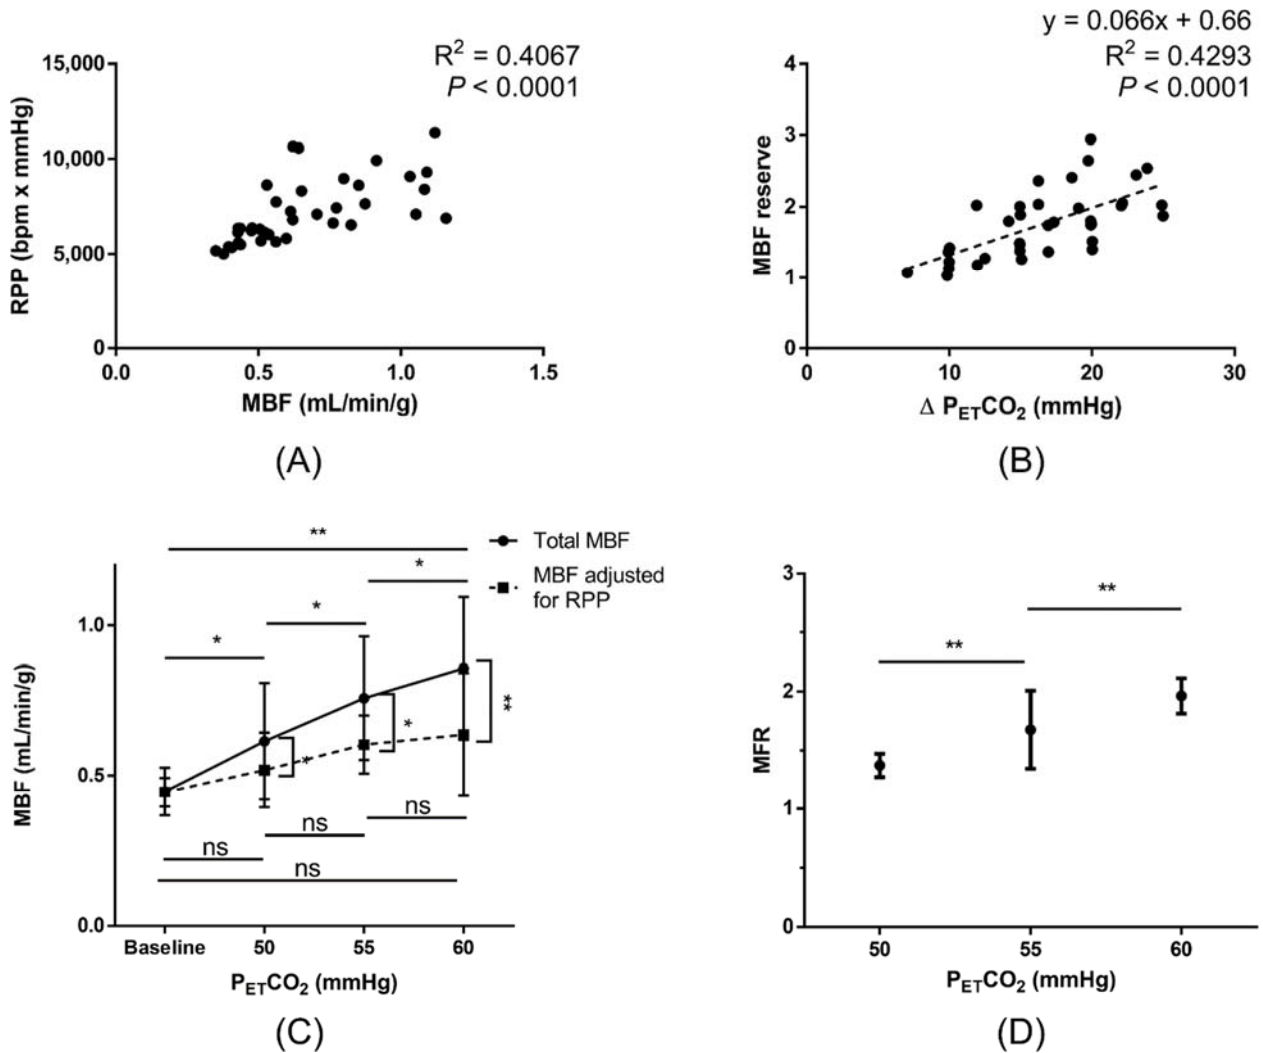 R² = 0.4067
P < 0.0001
15,000
10,000
5,000
0
RPP (bpm x mmHg)
0.0 0.5 1.0 1.5
MBF (mL/min/g)
(A)
y = 0.066x + 0.66
R² = 0.4293
P < 0.0001
4
3
2
1
0
MBF reserve
0 10 20 30
Δ PETCO₂ (mmHg)
(B)
**
*
*
*
Total MBF
MBF adjusted
for RPP
1.0
0.5
0.0
MBF (mL/min/g)
*
*
**
ns
ns
ns
ns
Baseline 50 55 60
PETCO₂ (mmHg)
(C)
3
2
1
0
MFR
**
**
50 55 60
PETCO₂ (mmHg)
(D)